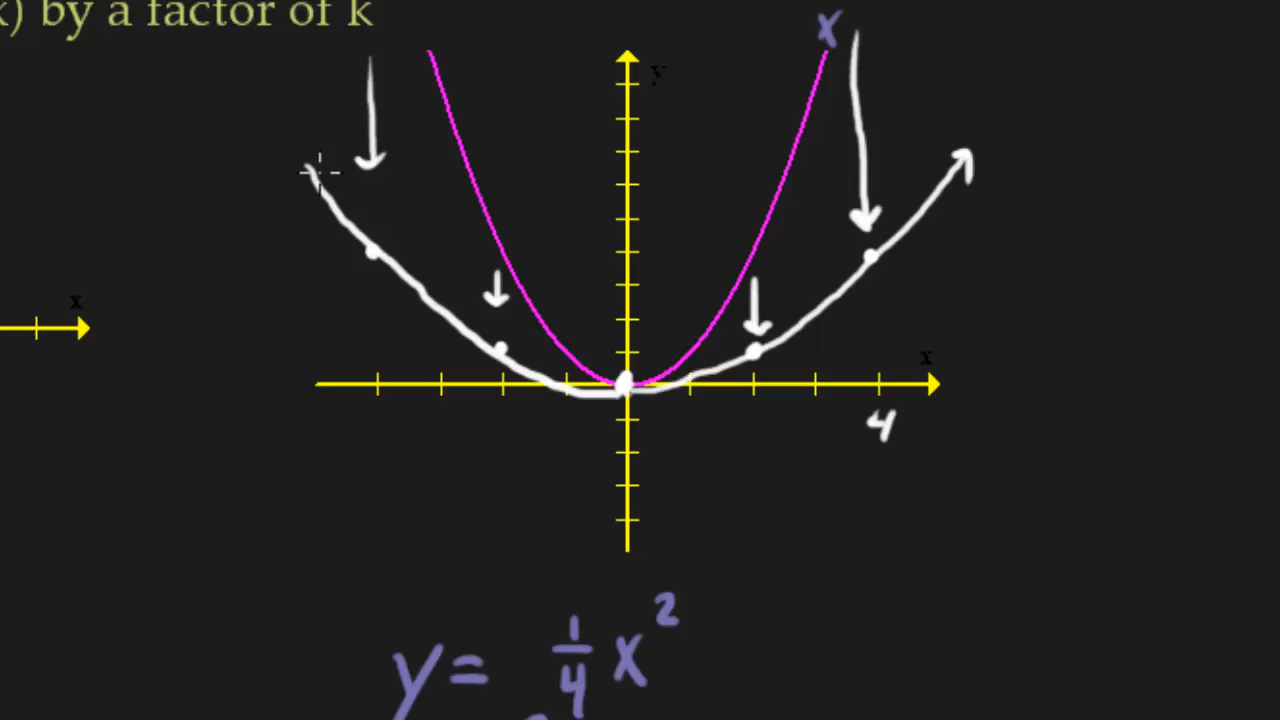 k) by a factor of k
x
y
x
x
4
y = 1/4 x²